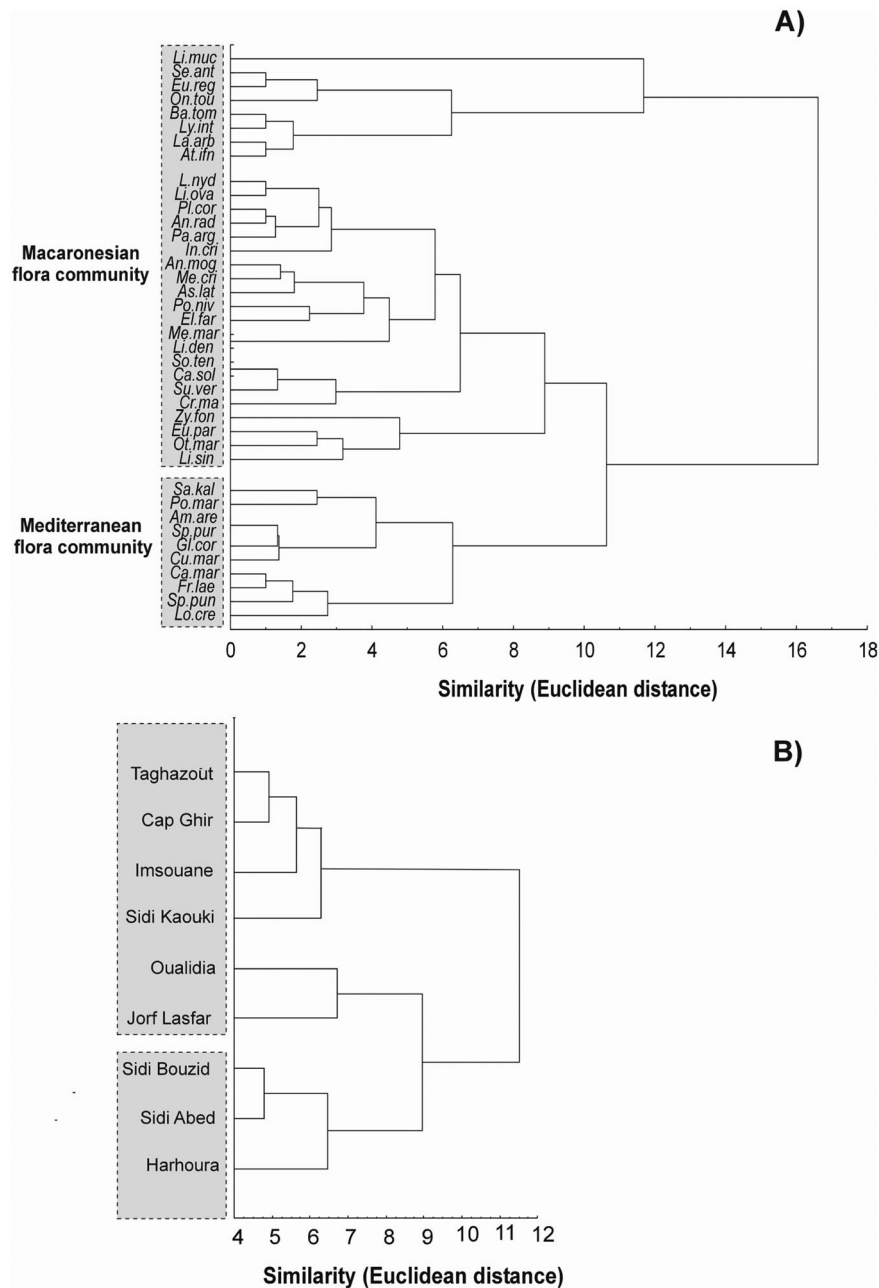 A)
Li.muc
Se.ant
Eu.reg
On.tou
Ba.tom
Ly.int
La.arb
At.ifn
L.nyd
Li.ova
Pl.cor
An.rad
Pa.arg
In.cri
An.mog
Me.cri
As.lat
Po.niv
El.far
Me.mar
Li.den
So.ten
Ca.sol
Su.ver
Cr.ma
Zy.fon
Eu.par
Ot.mar
Li.sin
Macaronesian
flora community
Sa.kal
Po.mar
Am.are
Sp.pur
Gl.cor
Cu.mar
Ca.mar
Fr.lae
Sp.pun
Lo.cre
Mediterranean
flora community
0 2 4 6 8 10 12 14 16 18
Similarity (Euclidean distance)
B)
Taghazoùt
Cap Ghir
Imsouane
Sidi Kaouki
Oualidia
Jorf Lasfar
Sidi Bouzid
Sidi Abed
Harhoura
4 5 6 7 8 9 10 11 12
Similarity (Euclidean distance)